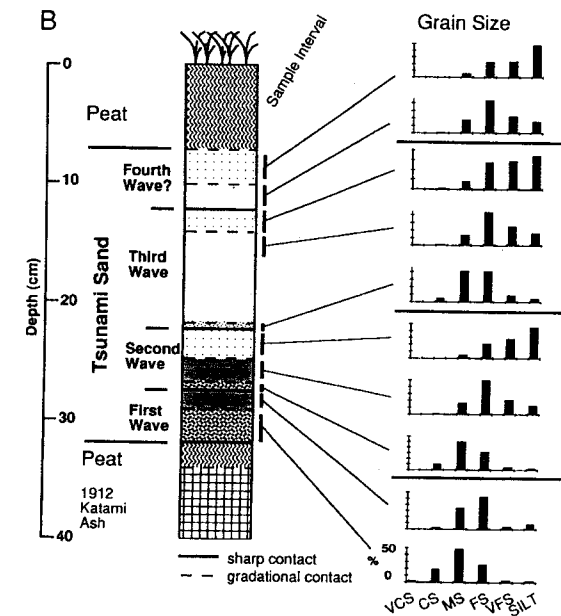 B
Grain Size
Sample Interval
0
Peat
Fourth
Wave?
10
Tsunami Sand
Third
Wave
Depth (cm)
20
Second
Wave
First
Wave
30
Peat
1912
Katami
Ash
40
sharp contact
gradational contact
50
%
0
VCS
CS
MS
FS
VFS
SILT